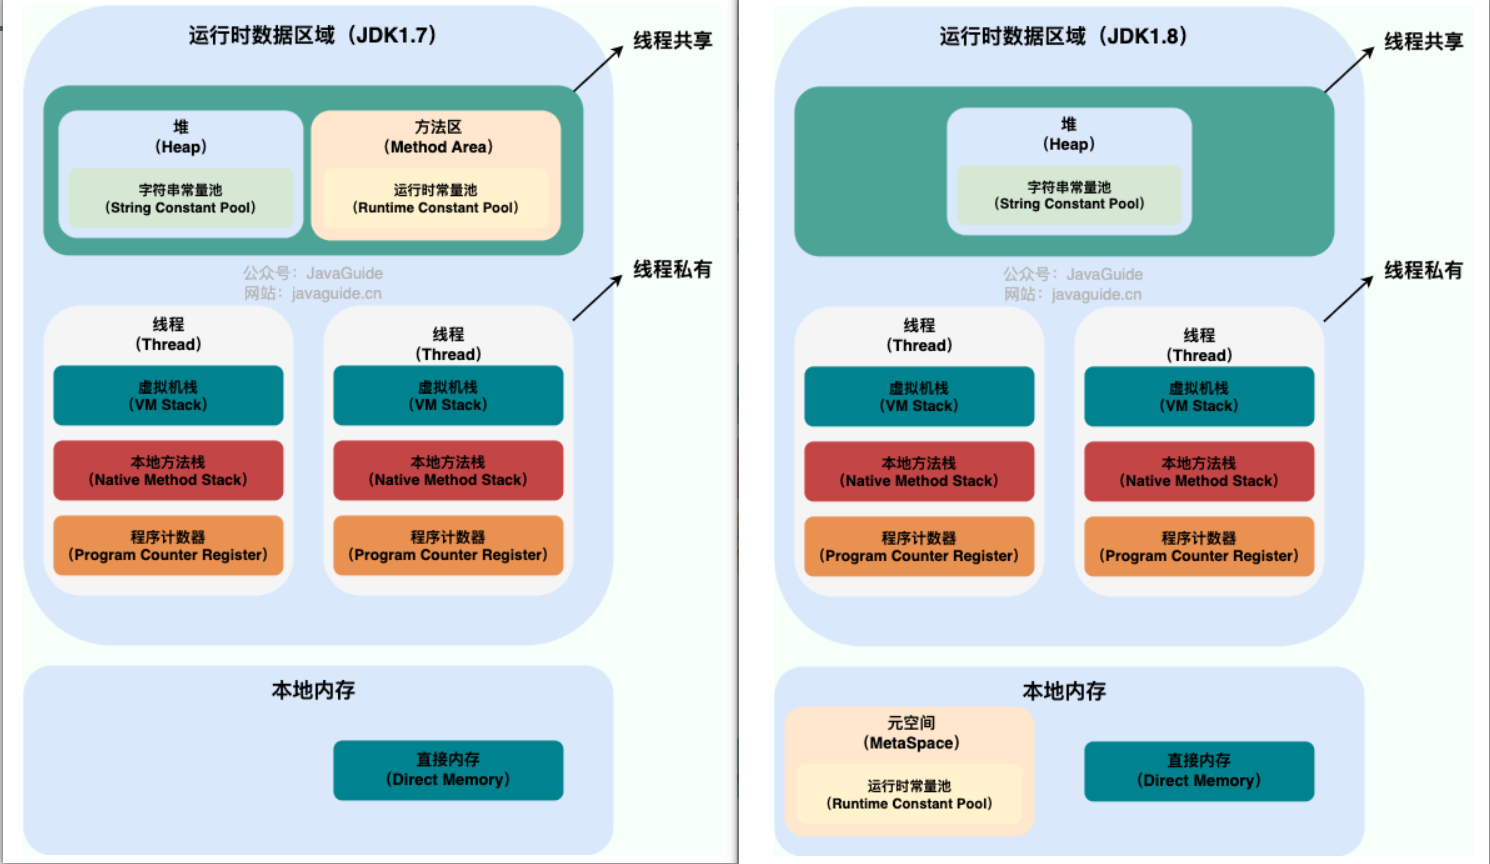 运行时数据区域（JDK1.7）
线程共享
堆
（Heap）
字符串常量池
（String Constant Pool）
方法区
（Method Area）
运行时常量池
（Runtime Constant Pool）
公众号：JavaGuide
网站：javaguide.cn
线程私有
线程
（Thread）
虚拟机栈
（VM Stack）
本地方法栈
（Native Method Stack）
程序计数器
（Program Counter Register）
线程
（Thread）
虚拟机栈
（VM Stack）
本地方法栈
（Native Method Stack）
程序计数器
（Program Counter Register）
本地内存
直接内存
（Direct Memory）
运行时数据区域（JDK1.8）
线程共享
堆
（Heap）
字符串常量池
（String Constant Pool）
公众号：JavaGuide
网站：javaguide.cn
线程私有
线程
（Thread）
虚拟机栈
（VM Stack）
本地方法栈
（Native Method Stack）
程序计数器
（Program Counter Register）
线程
（Thread）
虚拟机栈
（VM Stack）
本地方法栈
（Native Method Stack）
程序计数器
（Program Counter Register）
本地内存
元空间
（MetaSpace）
运行时常量池
（Runtime Constant Pool）
直接内存
（Direct Memory）